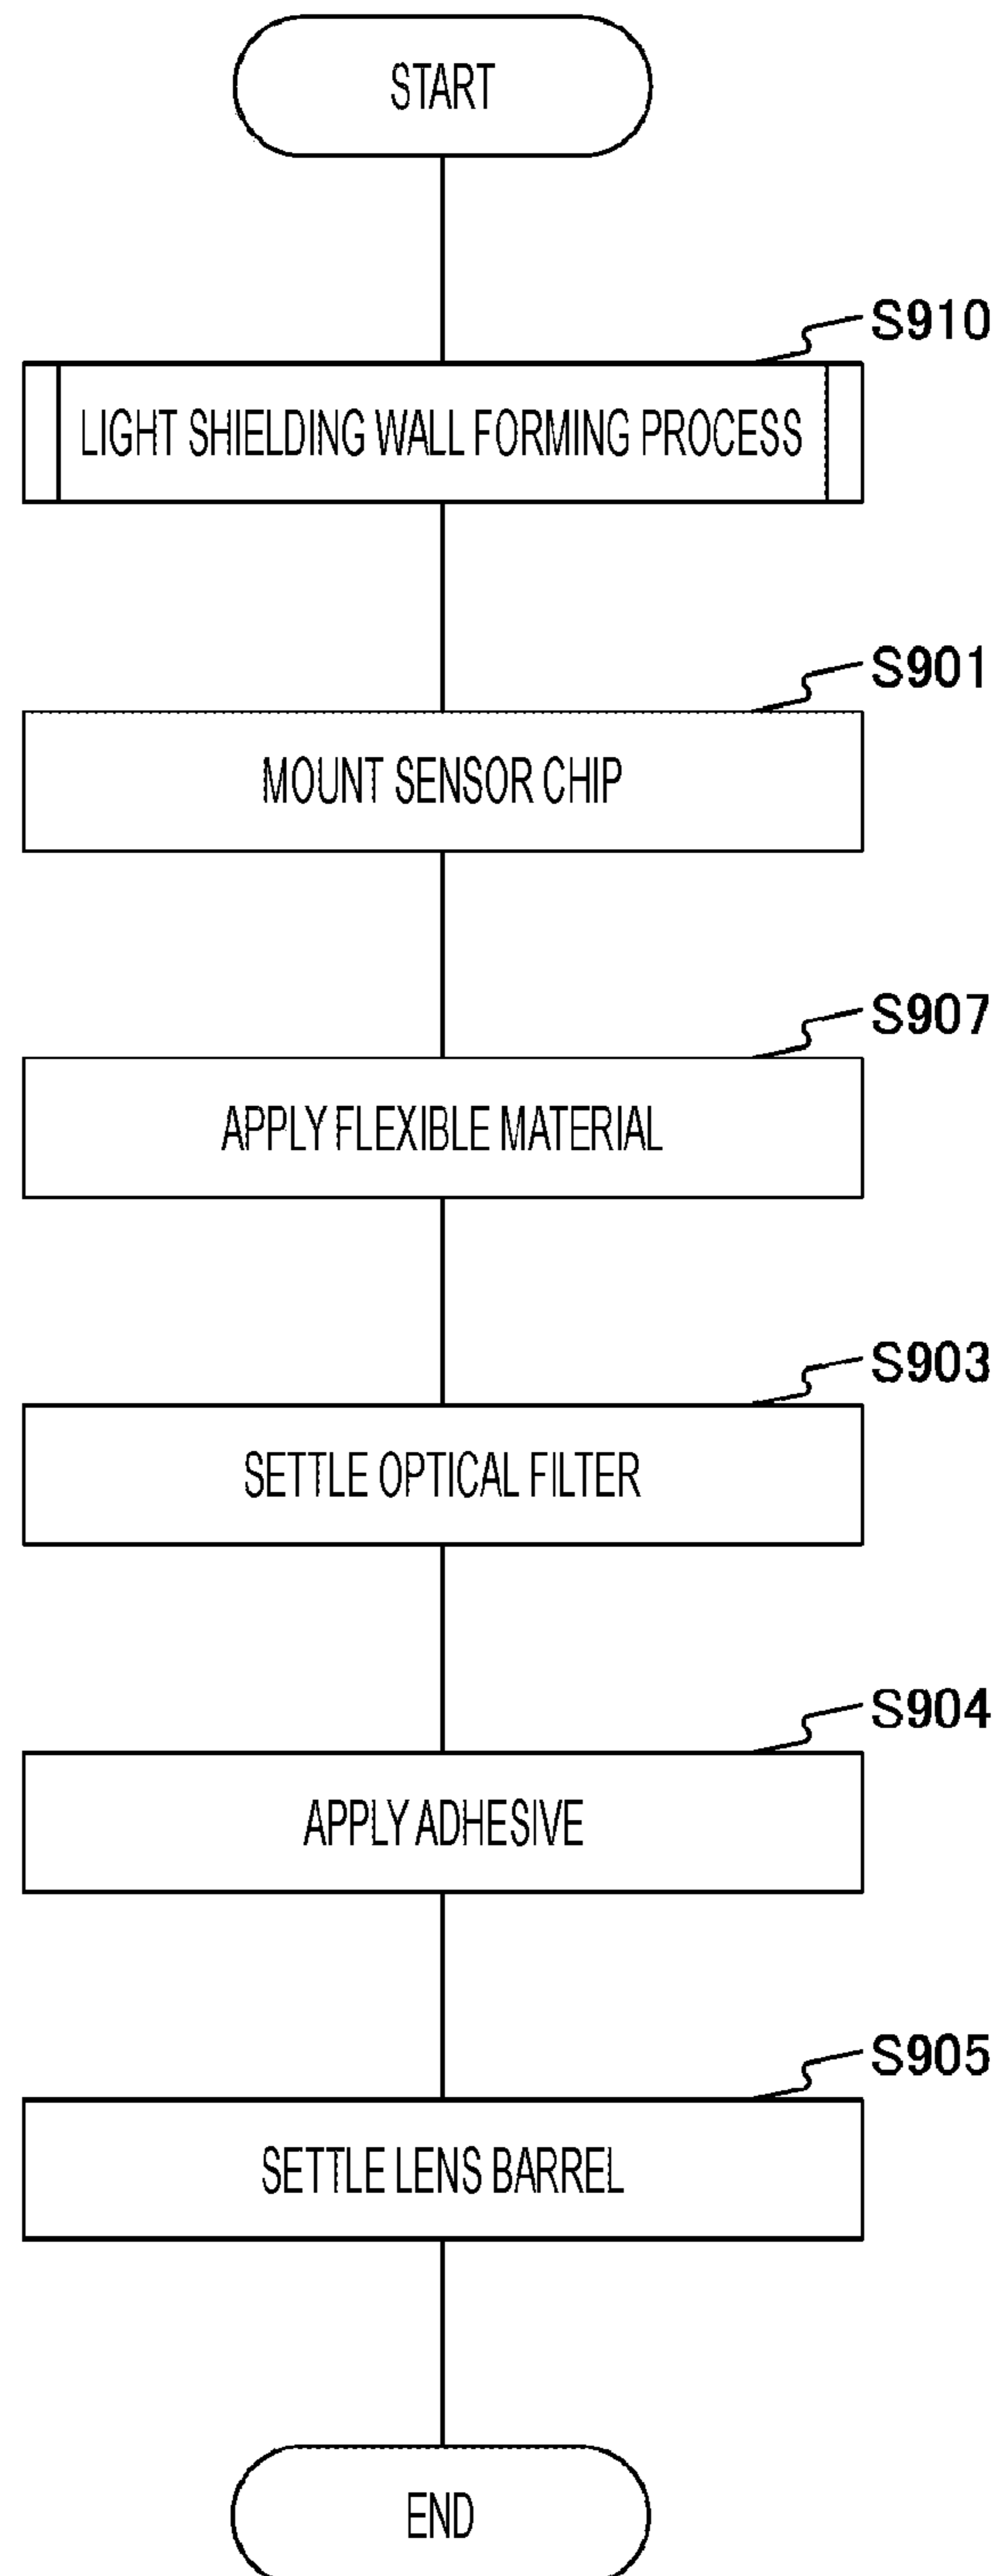 START
S910
LIGHT SHIELDING WALL FORMING PROCESS
S901
MOUNT SENSOR CHIP
S907
APPLY FLEXIBLE MATERIAL
S903
SETTLE OPTICAL FILTER
S904
APPLY ADHESIVE
S905
SETTLE LENS BARREL
END